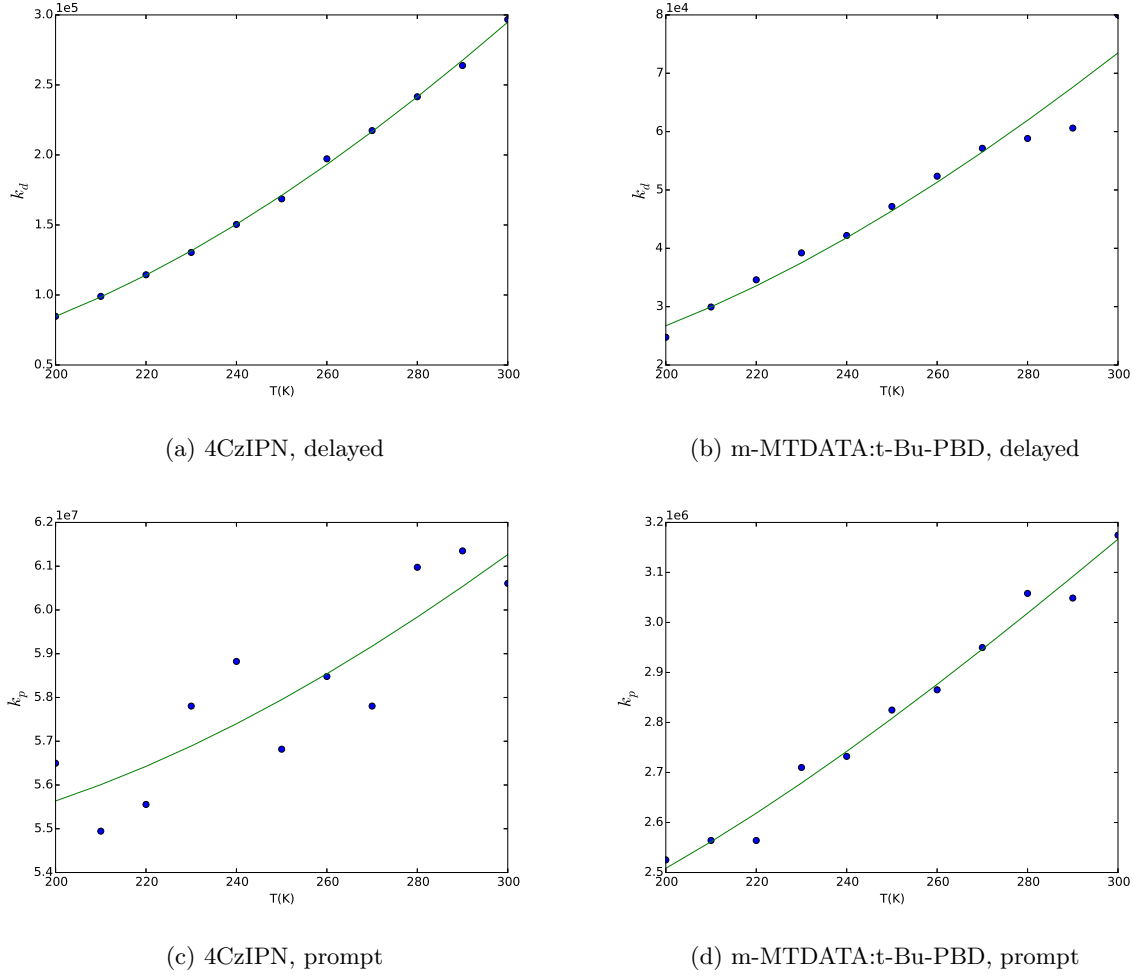 1e5
3.0
2.5
2.0
1.5
1.0
0.5
k_d
200 220 240 260 280 300
T(K)
(a) 4CzIPN, delayed
1e4
8
7
6
5
4
3
2
k_d
200 220 240 260 280 300
T(K)
(b) m-MTDATA:t-Bu-PBD, delayed
1e7
6.2
6.1
6.0
5.9
5.8
5.7
5.6
5.5
5.4
k_p
200 220 240 260 280 300
T(K)
(c) 4CzIPN, prompt
1e6
3.2
3.1
3.0
2.9
2.8
2.7
2.6
2.5
k_p
200 220 240 260 280 300
T(K)
(d) m-MTDATA:t-Bu-PBD, prompt